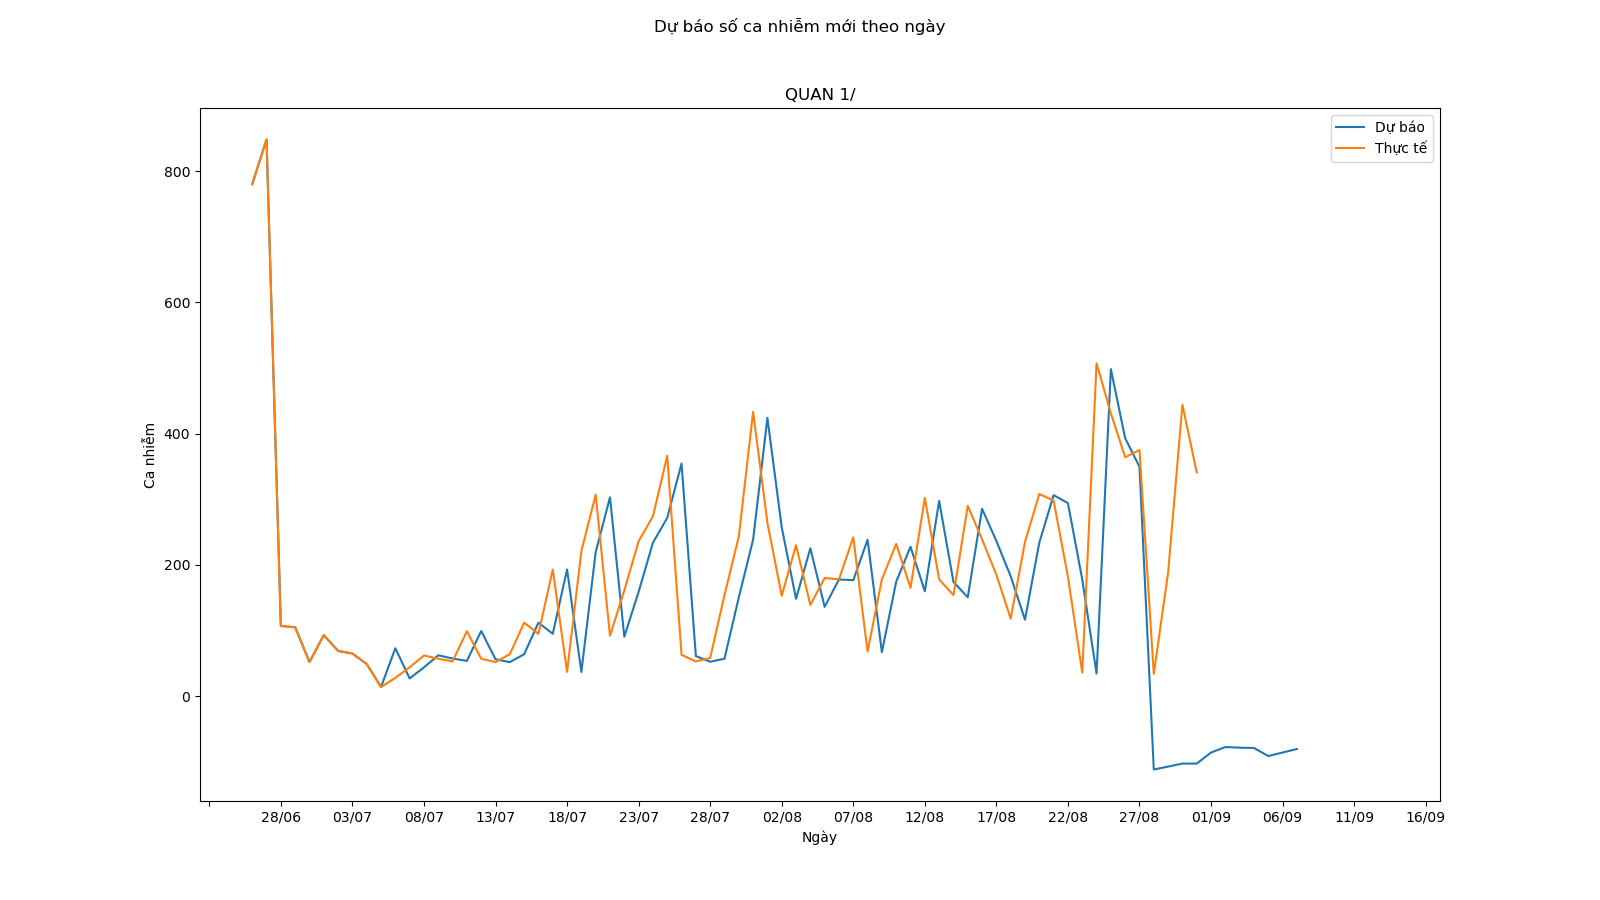 Dự báo số ca nhiễm mới theo ngày
QUAN 1/
Dự báo
Thực tế
800
600
400
200
0
Ca nhiễm
28/06 03/07 08/07 13/07 18/07 23/07 28/07 02/08 07/08 12/08 17/08 22/08 27/08 01/09 06/09 11/09 16/09
Ngày